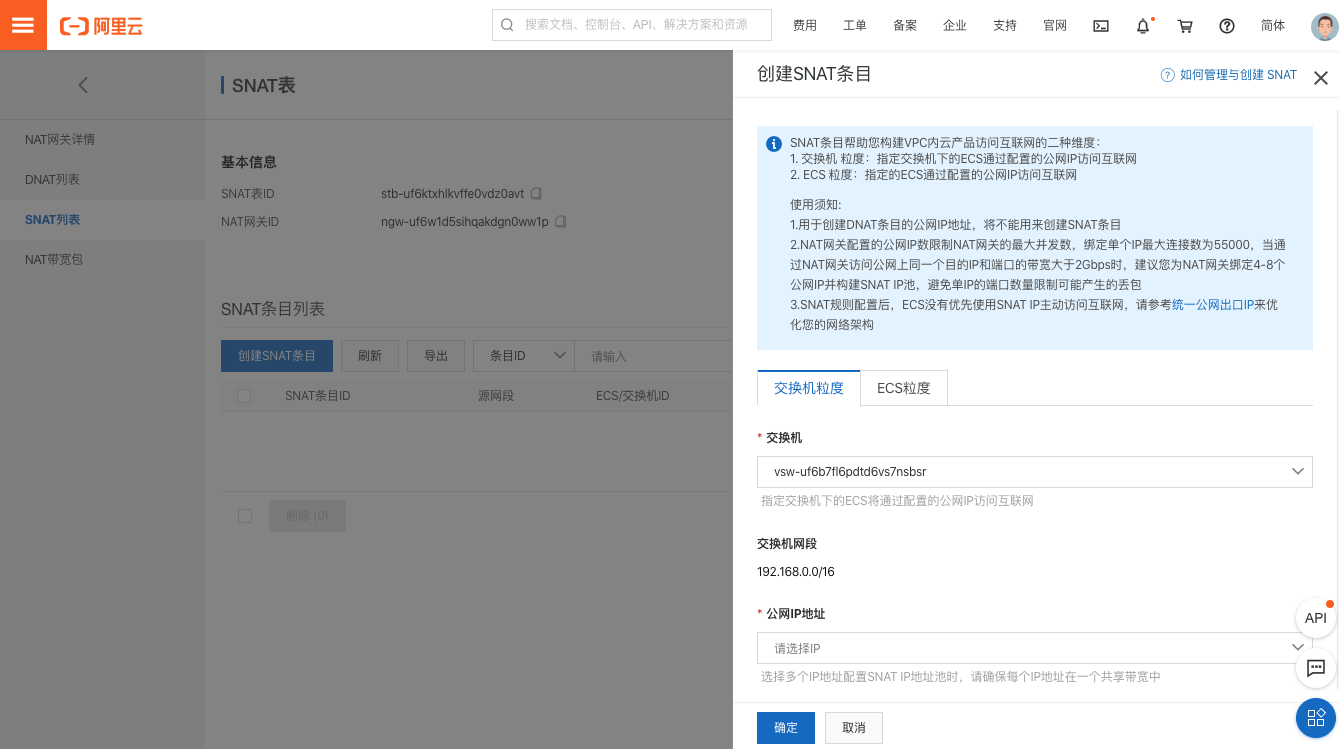 阿里云
搜索文档、控制台、API、解决方案和资源
费用
工单
备案
企业
支持
官网
简体
SNAT表
NAT网关详情
DNAT列表
SNAT列表
NAT带宽包
基本信息
SNAT表ID
stb-uf6ktxhlkvffe0vdz0avt
NAT网关ID
ngw-uf6w1d5sihqakdgn0ww1p
SNAT条目列表
创建SNAT条目
刷新
导出
条目ID
请输入
SNAT条目ID
源网段
ECS/交换机ID
删除 (0)
创建SNAT条目
如何管理与创建 SNAT
SNAT条目帮助您构建VPC内云产品访问互联网的二种维度：
1. 交换机 粒度：指定交换机下的ECS通过配置的公网IP访问互联网
2. ECS 粒度：指定的ECS通过配置的公网IP访问互联网
使用须知:
1.用于创建DNAT条目的公网IP地址，将不能用来创建SNAT条目
2.NAT网关配置的公网IP数限制NAT网关的最大并发数，绑定单个IP最大连接数为55000，当通
过NAT网关访问公网上同一个目的IP和端口的带宽大于2Gbps时，建议您为NAT网关绑定4-8个
公网IP并构建SNAT IP池，避免单IP的端口数量限制可能产生的丢包
3.SNAT规则配置后，ECS没有优先使用SNAT IP主动访问互联网，请参考统一公网出口IP来优
化您的网络架构
交换机粒度
ECS粒度
* 交换机
vsw-uf6b7fl6pdtd6vs7nsbsr
指定交换机下的ECS将通过配置的公网IP访问互联网
交换机网段
192.168.0.0/16
* 公网IP地址
请选择IP
选择多个IP地址配置SNAT IP地址池时，请确保每个IP地址在一个共享带宽中
API
确定
取消